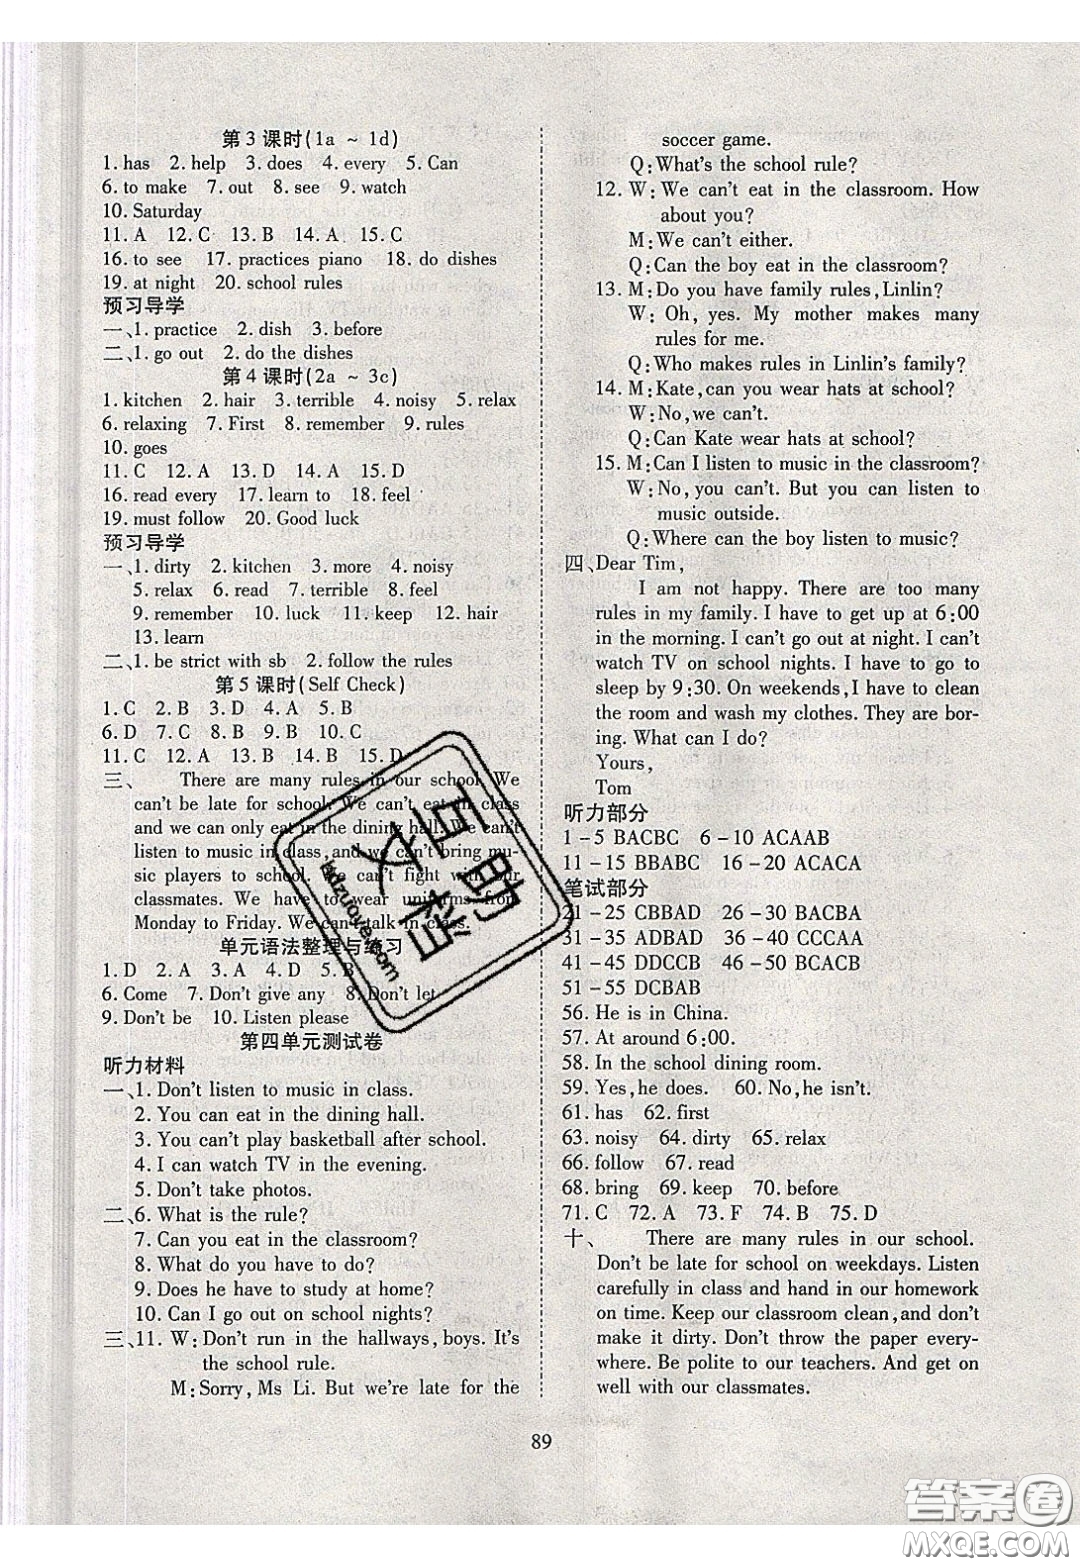 第 3 课时(1a ~ 1d)
1. has 2. help 3. does 4. every 5. Can
6. to make 7. out 8. see 9. watch
10. Saturday
11. A 12. C 13. B 14. A 15. C
16. to see 17. practices piano 18. do dishes
19. at night 20. school rules
预习导学
一、1. practice 2. dish 3. before
二、1. go out 2. do the dishes
第 4 课时(2a ~ 3c)
1. kitchen 2. hair 3. terrible 4. noisy 5. relax
6. relaxing 7. First 8. remember 9. rules
10. goes
11. C 12. A 13. D 14. A 15. D
16. read every 17. learn to 18. feel
19. must follow 20. Good luck
预习导学
一、1. dirty 2. kitchen 3. more 4. noisy
5. relax 6. read 7. terrible 8. feel
9. remember 10. luck 11. keep 12. hair
13. learn
二、1. be strict with sb 2. follow the rules
第 5 课时(Self Check)
1. C 2. B 3. D 4. A 5. B
6. D 7. C 8. B 9. B 10. C
11. C 12. A 13. B 14. B 15. D
三、 There are many rules in our school. We
can't be late for school. We can't eat in class
and we can only eat in the dining hall. We can't
listen to music in class, and we can't bring mu-
sic players to school. We can't fight with our
classmates. We have to wear uniforms from
Monday to Friday. We can't talk in class.
单元语法整理与练习
1. D 2. A 3. A 4. D 5. B
6. Come 7. Don't give any 8. Don't let
9. Don't be 10. Listen please
第四单元测试卷
听力材料
一、1. Don't listen to music in class.
2. You can eat in the dining hall.
3. You can't play basketball after school.
4. I can watch TV in the evening.
5. Don't take photos.
二、6. What is the rule?
7. Can you eat in the classroom?
8. What do you have to do?
9. Does he have to study at home?
10. Can I go out on school nights?
三、11. W: Don't run in the hallways, boys. It's
the school rule.
M: Sorry, Ms Li. But we're late for the
soccer game.
Q: What's the school rule?
12. W: We can't eat in the classroom. How
about you?
M: We can't either.
Q: Can the boy eat in the classroom?
13. M: Do you have family rules, Linlin?
W: Oh, yes. My mother makes many
rules for me.
Q: Who makes rules in Linlin's family?
14. M: Kate, can you wear hats at school?
W: No, we can't.
Q: Can Kate wear hats at school?
15. M: Can I listen to music in the classroom?
W: No, you can't. But you can listen to
music outside.
Q: Where can the boy listen to music?
四、Dear Tim,
I am not happy. There are too many
rules in my family. I have to get up at 6:00
in the morning. I can't go out at night. I can't
watch TV on school nights. I have to go to
sleep by 9:30. On weekends, I have to clean
the room and wash my clothes. They are bor-
ing. What can I do?
Yours,
Tom
听力部分
1-5 BACBC 6-10 ACAAB
11-15 BBABC 16-20 ACACA
笔试部分
21-25 CBBAD 26-30 BACBA
31-35 ADBAD 36-40 CCCAA
41-45 DDCCB 46-50 BCACB
51-55 DCBAB
56. He is in China.
57. At around 6:00.
58. In the school dining room.
59. Yes, he does. 60. No, he isn't.
61. has 62. first
63. noisy 64. dirty 65. relax
66. follow 67. read
68. bring 69. keep 70. before
71. C 72. A 73. F 74. B 75. D
十、 There are many rules in our school.
Don't be late for school on weekdays. Listen
carefully in class and hand in our homework
on time. Keep our classroom clean, and don't
make it dirty. Don't throw the paper every-
where. Be polite to our teachers. And get on
well with our classmates.
89
答案圈
MXQE.COM